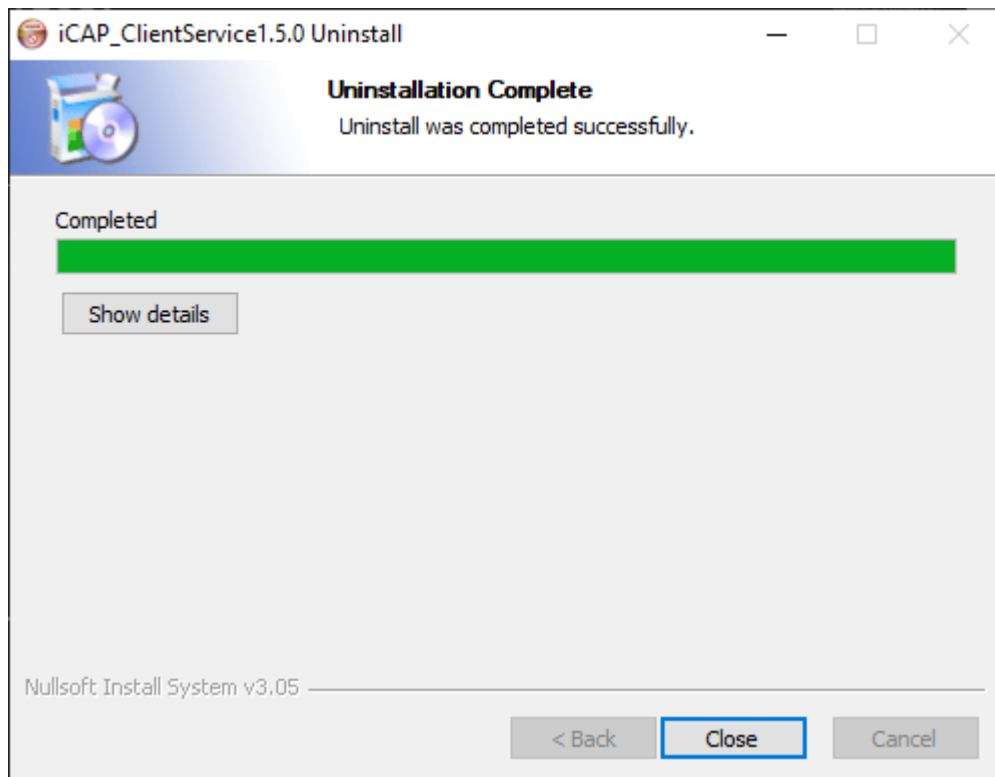 iCAP_ClientService1.5.0 Uninstall
Uninstallation Complete
Uninstall was completed successfully.
Completed
Show details
Nullsoft Install System v3.05
< Back
Close
Cancel